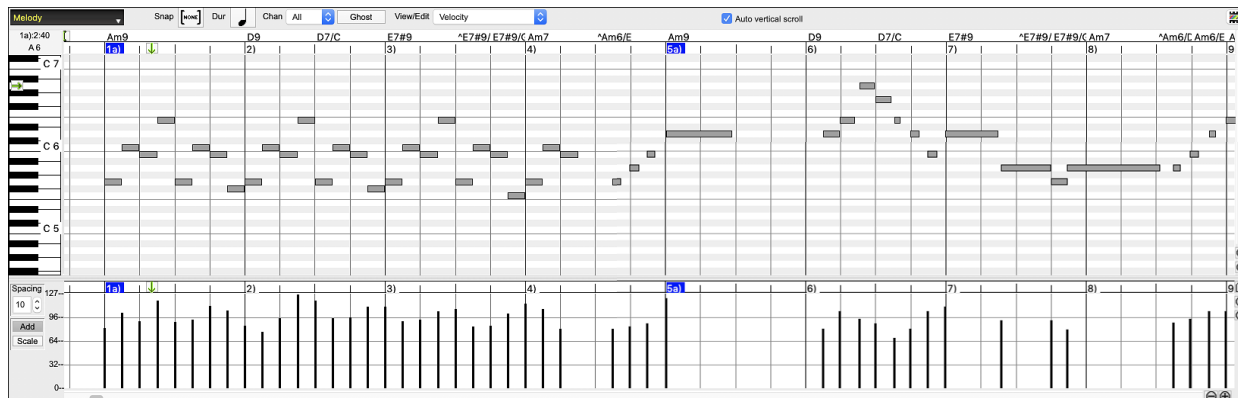 Melody Snap [NONE] Dur Chan All Ghost View/Edit Velocity Auto vertical scroll
1a):2:40 Am9 D9 D7/C E7#9 ^E7#9/ E7#9/( Am7 ^Am6/E Am9 D9 D7/C E7#9 ^E7#9/ E7#9/( Am7 ^Am6/E Am6/E A
A 6 1a) 2) 3) 4) 5a) 6) 7) 8) 9
C 7
C 6
C 5
Spacing 1a) 2) 3) 4) 5a) 6) 7) 8) 9
127--
10 96--
Add
64--
Scale
32--
0--